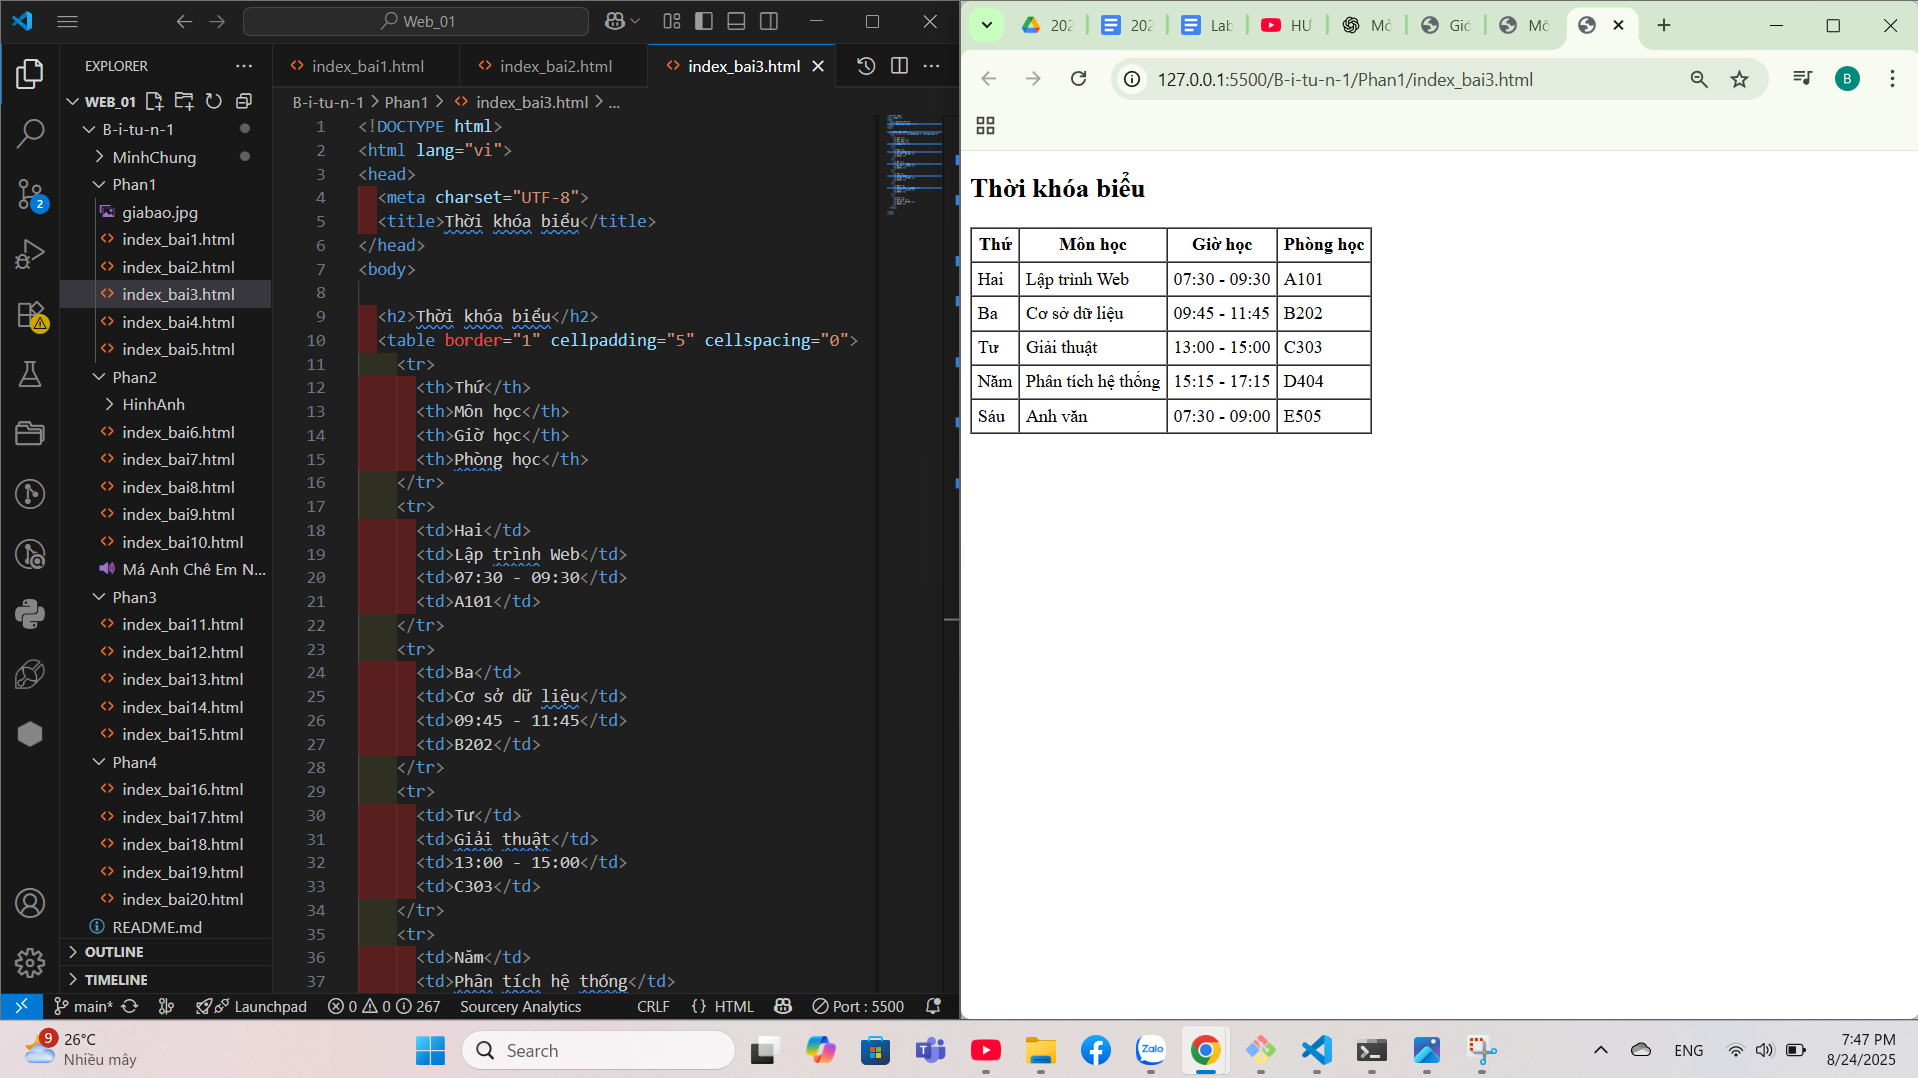 Web_01
EXPLORER
index_bai1.html
index_bai2.html
index_bai3.html
WEB_01
B-i-tu-n-1 > Phan1 > index_bai3.html > ...
B-i-tu-n-1
MinhChung
Phan1
giabao.jpg
index_bai1.html
index_bai2.html
index_bai3.html
index_bai4.html
index_bai5.html
Phan2
HinhAnh
index_bai6.html
index_bai7.html
index_bai8.html
index_bai9.html
index_bai10.html
Má Anh Chê Em N...
Phan3
index_bai11.html
index_bai12.html
index_bai13.html
index_bai14.html
index_bai15.html
Phan4
index_bai16.html
index_bai17.html
index_bai18.html
index_bai19.html
index_bai20.html
README.md
OUTLINE
TIMELINE
2
1 <!DOCTYPE html>
2 <html lang="vi">
3 <head>
4 <meta charset="UTF-8">
5 <title>Thời khóa biểu</title>
6 </head>
7 <body>
8
9 <h2>Thời khóa biểu</h2>
10 <table border="1" cellpadding="5" cellspacing="0">
11 <tr>
12 <th>Thứ</th>
13 <th>Môn học</th>
14 <th>Giờ học</th>
15 <th>Phòng học</th>
16 </tr>
17 <tr>
18 <td>Hai</td>
19 <td>Lập trình Web</td>
20 <td>07:30 - 09:30</td>
21 <td>A101</td>
22 </tr>
23 <tr>
24 <td>Ba</td>
25 <td>Cơ sở dữ liệu</td>
26 <td>09:45 - 11:45</td>
27 <td>B202</td>
28 </tr>
29 <tr>
30 <td>Tư</td>
31 <td>Giải thuật</td>
32 <td>13:00 - 15:00</td>
33 <td>C303</td>
34 </tr>
35 <tr>
36 <td>Năm</td>
37 <td>Phân tích hệ thống</td>
main*
Launchpad
0 0 267
Sourcery Analytics
CRLF
{} HTML
Port : 5500
202
202
Lab
HƯ
Mở
Giớ
127.0.0.1:5500/B-i-tu-n-1/Phan1/index_bai3.html
B
Thời khóa biểu
Thứ Môn học Giờ học Phòng học
Hai Lập trình Web 07:30 - 09:30 A101
Ba Cơ sở dữ liệu 09:45 - 11:45 B202
Tư Giải thuật 13:00 - 15:00 C303
Năm Phân tích hệ thống 15:15 - 17:15 D404
Sáu Anh văn 07:30 - 09:00 E505
9
26°C
Nhiều mây
Search
Zalo
ENG
7:47 PM
8/24/2025